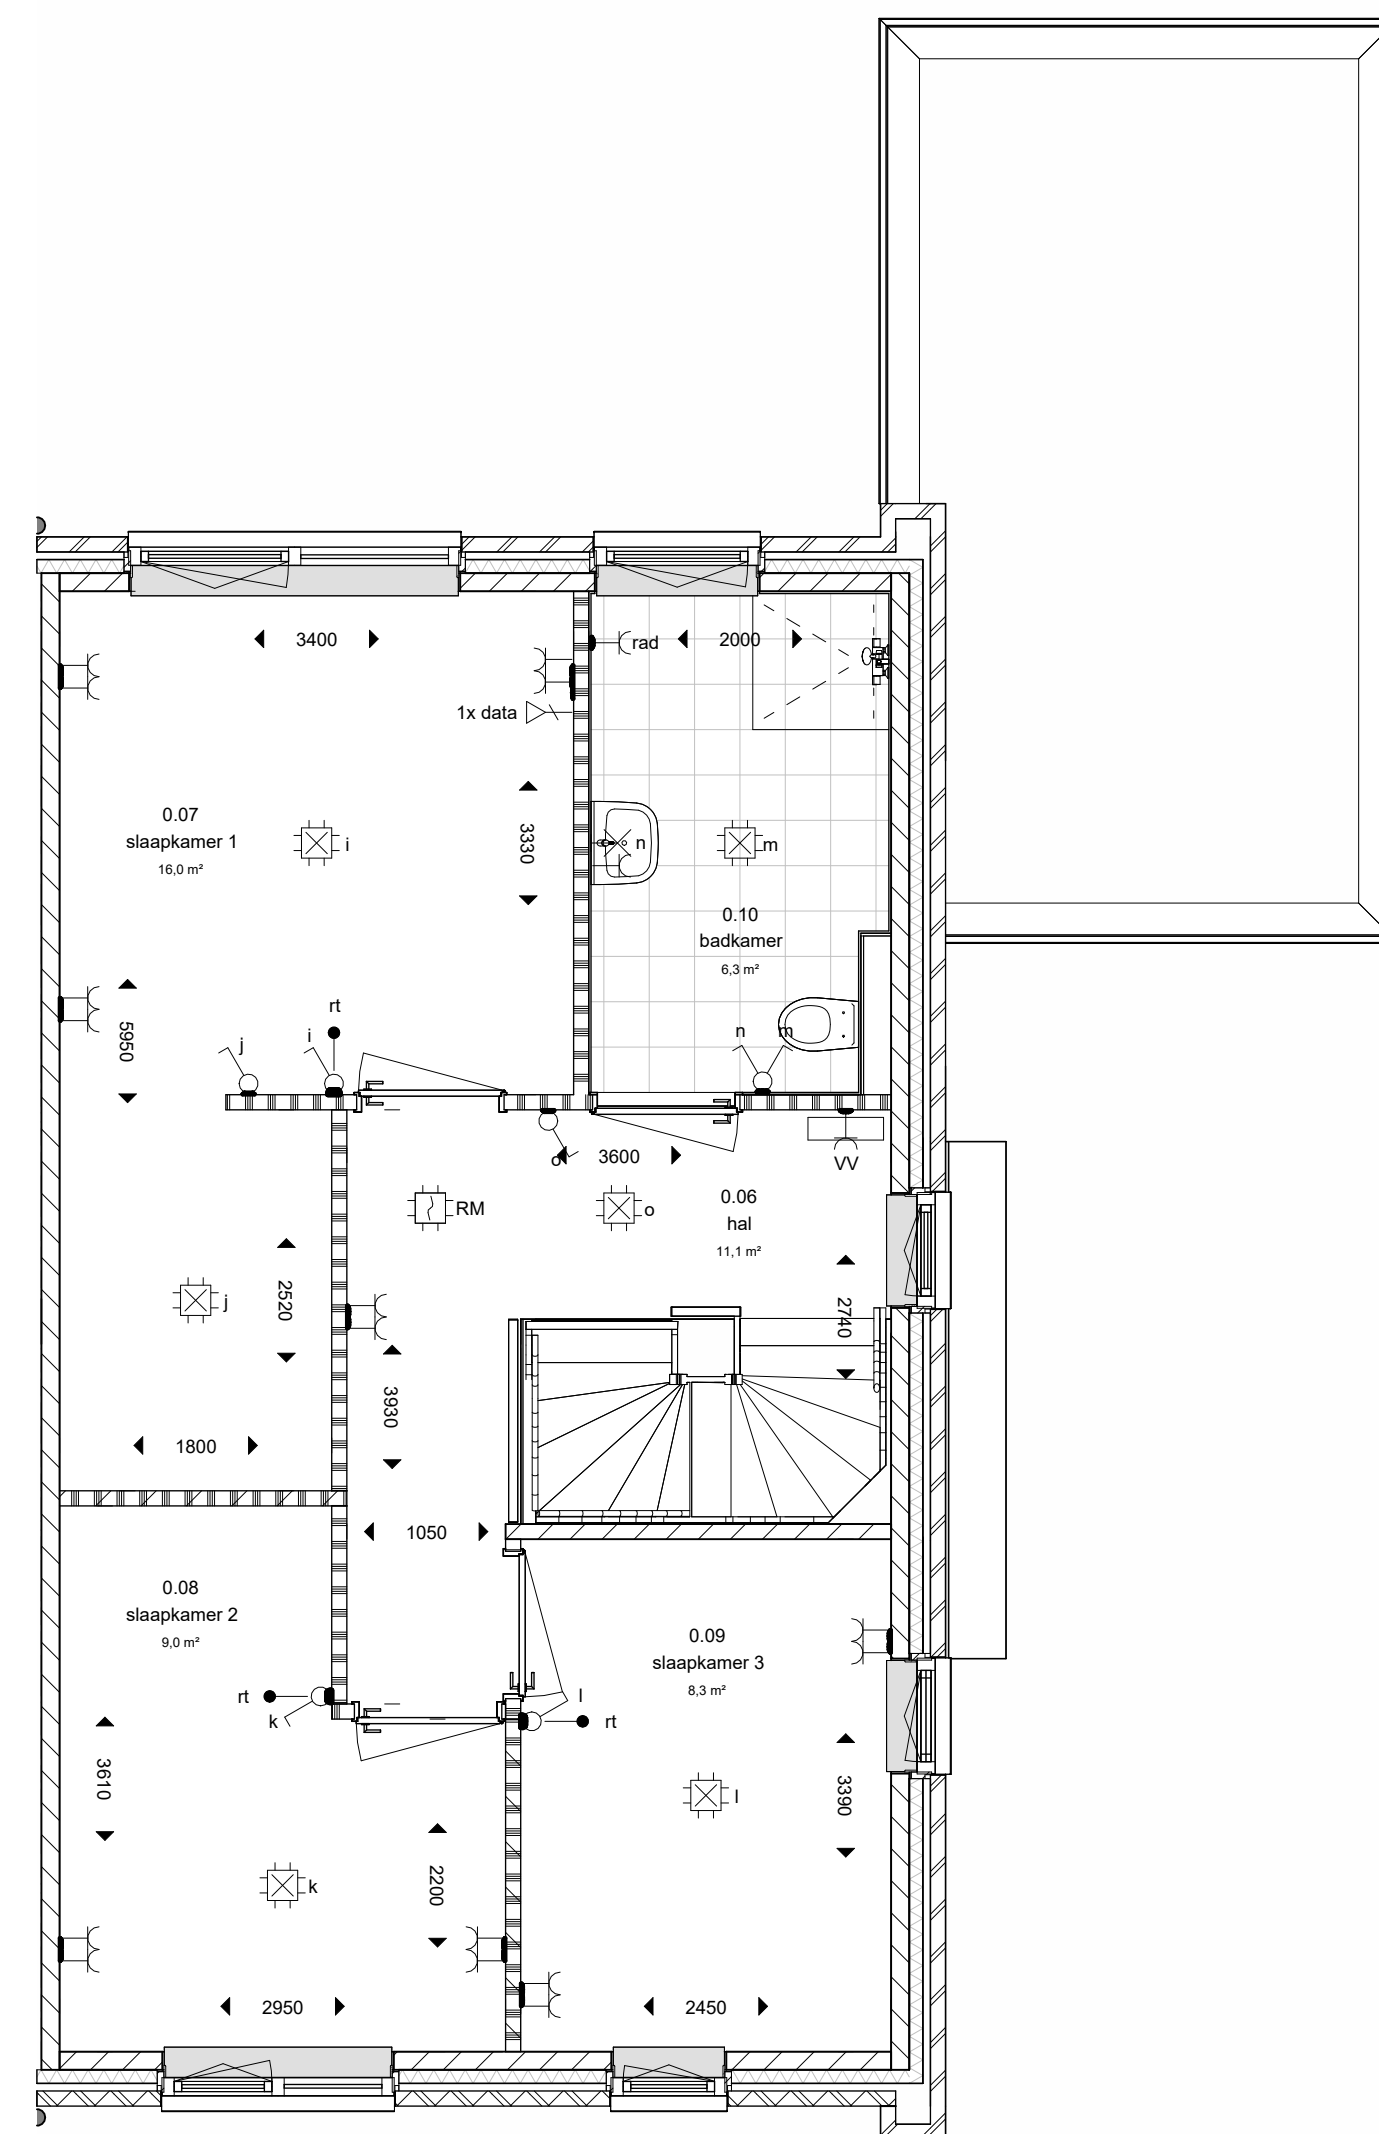 3400
rad
2000
1x data
0.07
slaapkamer 1
16,0 m²
i
3330
n
m
0.10
badkamer
6,3 m²
5950
j
i
rt
n
m
o
3600
VV
RM
o
0.06
hal
11,1 m²
j
2520
2740
3930
1800
1050
0.08
slaapkamer 2
9,0 m²
0.09
slaapkamer 3
8,3 m²
rt
k
l
rt
3610
l
3390
k
2200
2950
2450